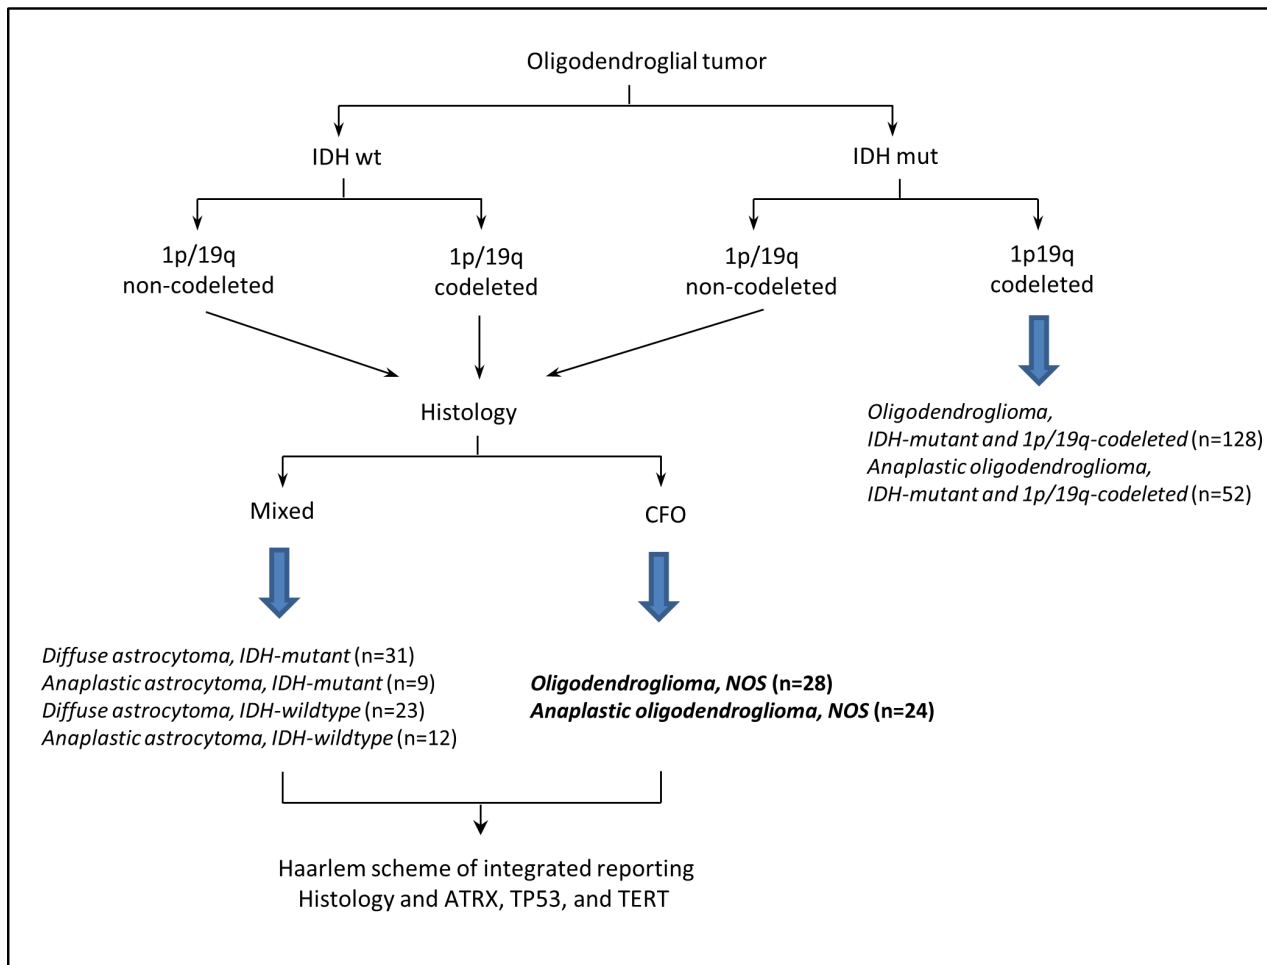 Oligodendroglial tumor
IDH wt
IDH mut
1p/19q
non-codeleted
1p/19q
codeleted
1p/19q
non-codeleted
1p19q
codeleted
Histology
Oligodendroglioma,
IDH-mutant and 1p/19q-codeleted (n=128)
Anaplastic oligodendroglioma,
IDH-mutant and 1p/19q-codeleted (n=52)
Mixed
CFO
Diffuse astrocytoma, IDH-mutant (n=31)
Anaplastic astrocytoma, IDH-mutant (n=9)
Diffuse astrocytoma, IDH-wildtype (n=23)
Anaplastic astrocytoma, IDH-wildtype (n=12)
Oligodendroglioma, NOS (n=28)
Anaplastic oligodendroglioma, NOS (n=24)
Haarlem scheme of integrated reporting
Histology and ATRX, TP53, and TERT